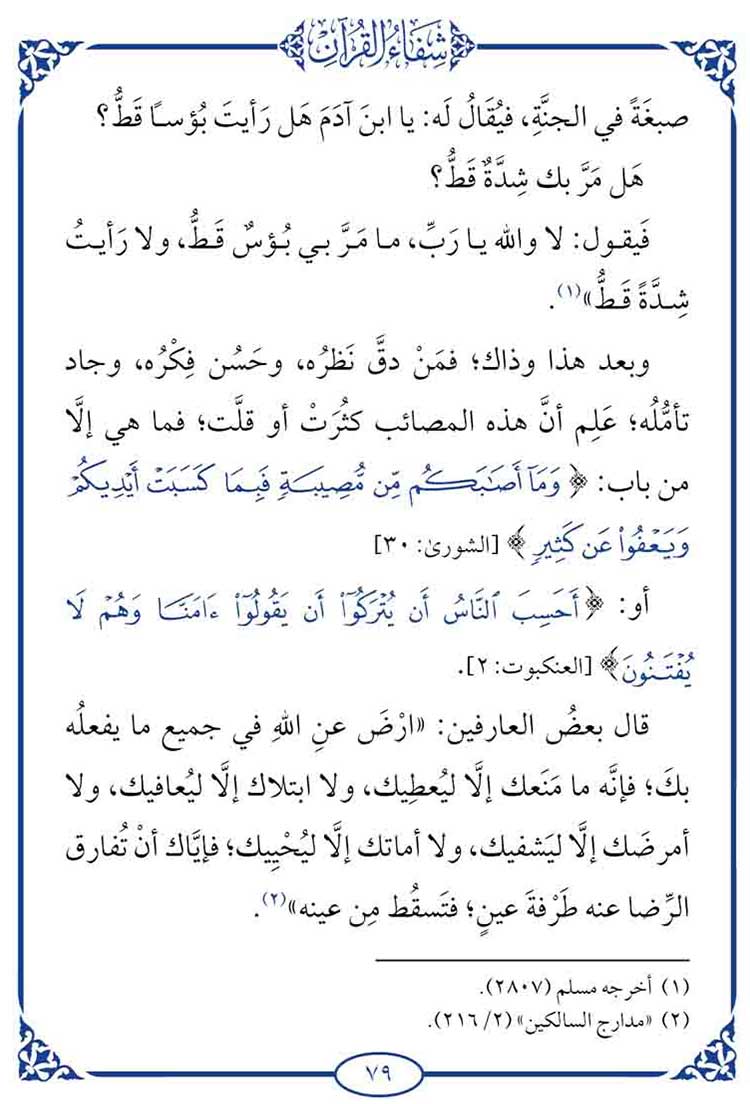 شِفَاءُ القُرآن
صبغَةً في الجنَّةِ، فيُقَالُ لَه: يا ابنَ آدَمَ هَل رَأيتَ بُؤسًا قَطُّ؟
هَل مَرَّ بك شِدَّةٌ قَطُّ؟
فَيقول: لا والله يا رَبِّ، ما مَرَّ بي بُؤسٌ قَطُّ، ولا رَأيتُ
شِدَّةً قَطُّ»(١).
وبعد هذا وذاك؛ فمَنْ دقَّ نَظرُه، وحَسُن فِكْرُه، وجاد
تأمُّلُه؛ عَلِم أنَّ هذه المصائب كثُرَتْ أو قلَّت؛ فما هي إلَّا
من باب: ﴿وَمَآ أَصَٰبَكُم مِّن مُّصِيبَةٍ فَبِمَا كَسَبَتۡ أَيۡدِيكُمۡ
وَيَعۡفُواْ عَن كَثِيرٖ﴾ [الشورىٰ: ٣٠]
أو: ﴿أَحَسِبَ ٱلنَّاسُ أَن يُتۡرَكُوٓاْ أَن يَقُولُوٓاْ ءَامَنَّا وَهُمۡ لَا
يُفۡتَنُونَ﴾ [العنكبوت: ٢].
قال بعضُ العارفين: «ارْضَ عنِ اللهِ في جميع ما يفعلُه
بكَ؛ فإنَّه ما مَنَعك إلَّا ليُعطِيك، ولا ابتلاك إلَّا ليُعافيك، ولا
أمرضَك إلَّا ليَشفيك، ولا أماتك إلَّا ليُحْيِيك؛ فإيَّاك أنْ تُفارق
الرِّضا عنه طَرْفةَ عينٍ؛ فتَسقُط مِن عينه»(٢).
(١) أخرجه مسلم (٢٨٠٧).
(٢) «مدارج السالكين» (٢/ ٢١٦).
٧٩